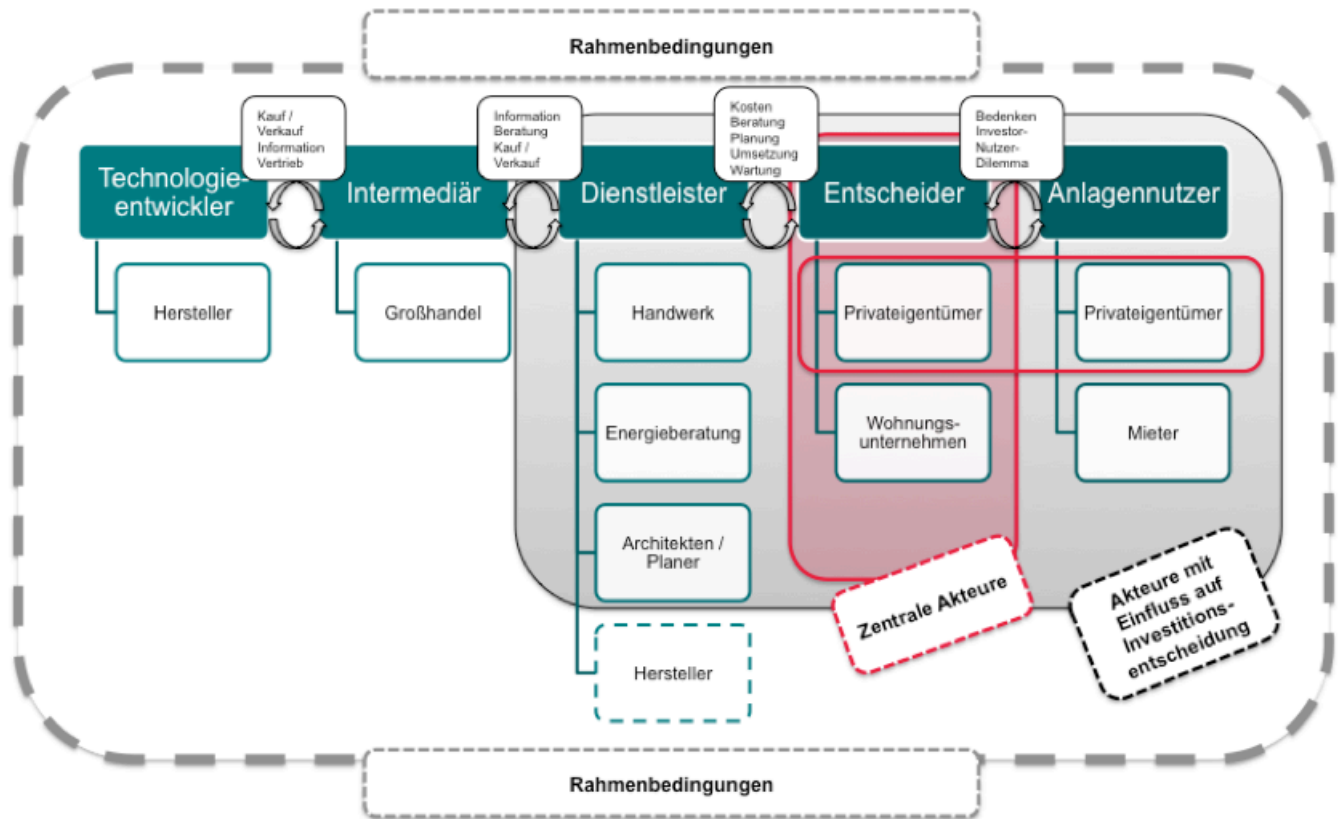 Rahmenbedingungen
Kauf /
Verkauf
Information
Vertrieb
Information
Beratung
Kauf /
Verkauf
Kosten
Beratung
Planung
Umsetzung
Wartung
Bedenken
Investor-
Nutzer-
Dilemma
Technologie-
entwickler
Intermediär
Dienstleister
Entscheider
Anlagennutzer
Hersteller
Großhandel
Handwerk
Privateigentümer
Privateigentümer
Energieberatung
Wohnungs-
unternehmen
Mieter
Architekten /
Planer
Hersteller
Zentrale Akteure
Akteure mit
Einfluss auf
Investitions-
entscheidung
Rahmenbedingungen